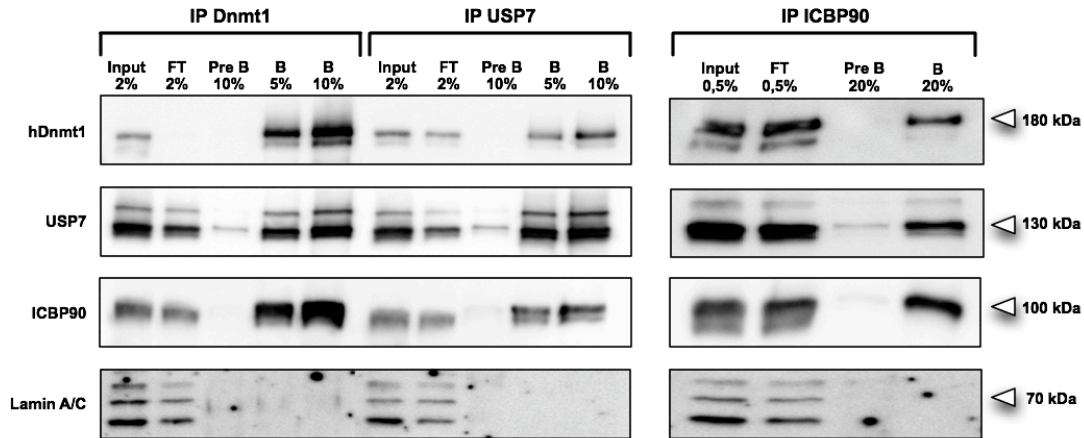 IP Dnmt1 IP USP7 IP ICBP90
Input FT Pre B B B Input FT Pre B B B Input FT Pre B B
2% 2% 10% 5% 10% 2% 2% 10% 5% 10% 0,5% 0,5% 20% 20%
hDnmt1 180 kDa
USP7 130 kDa
ICBP90 100 kDa
Lamin A/C 70 kDa